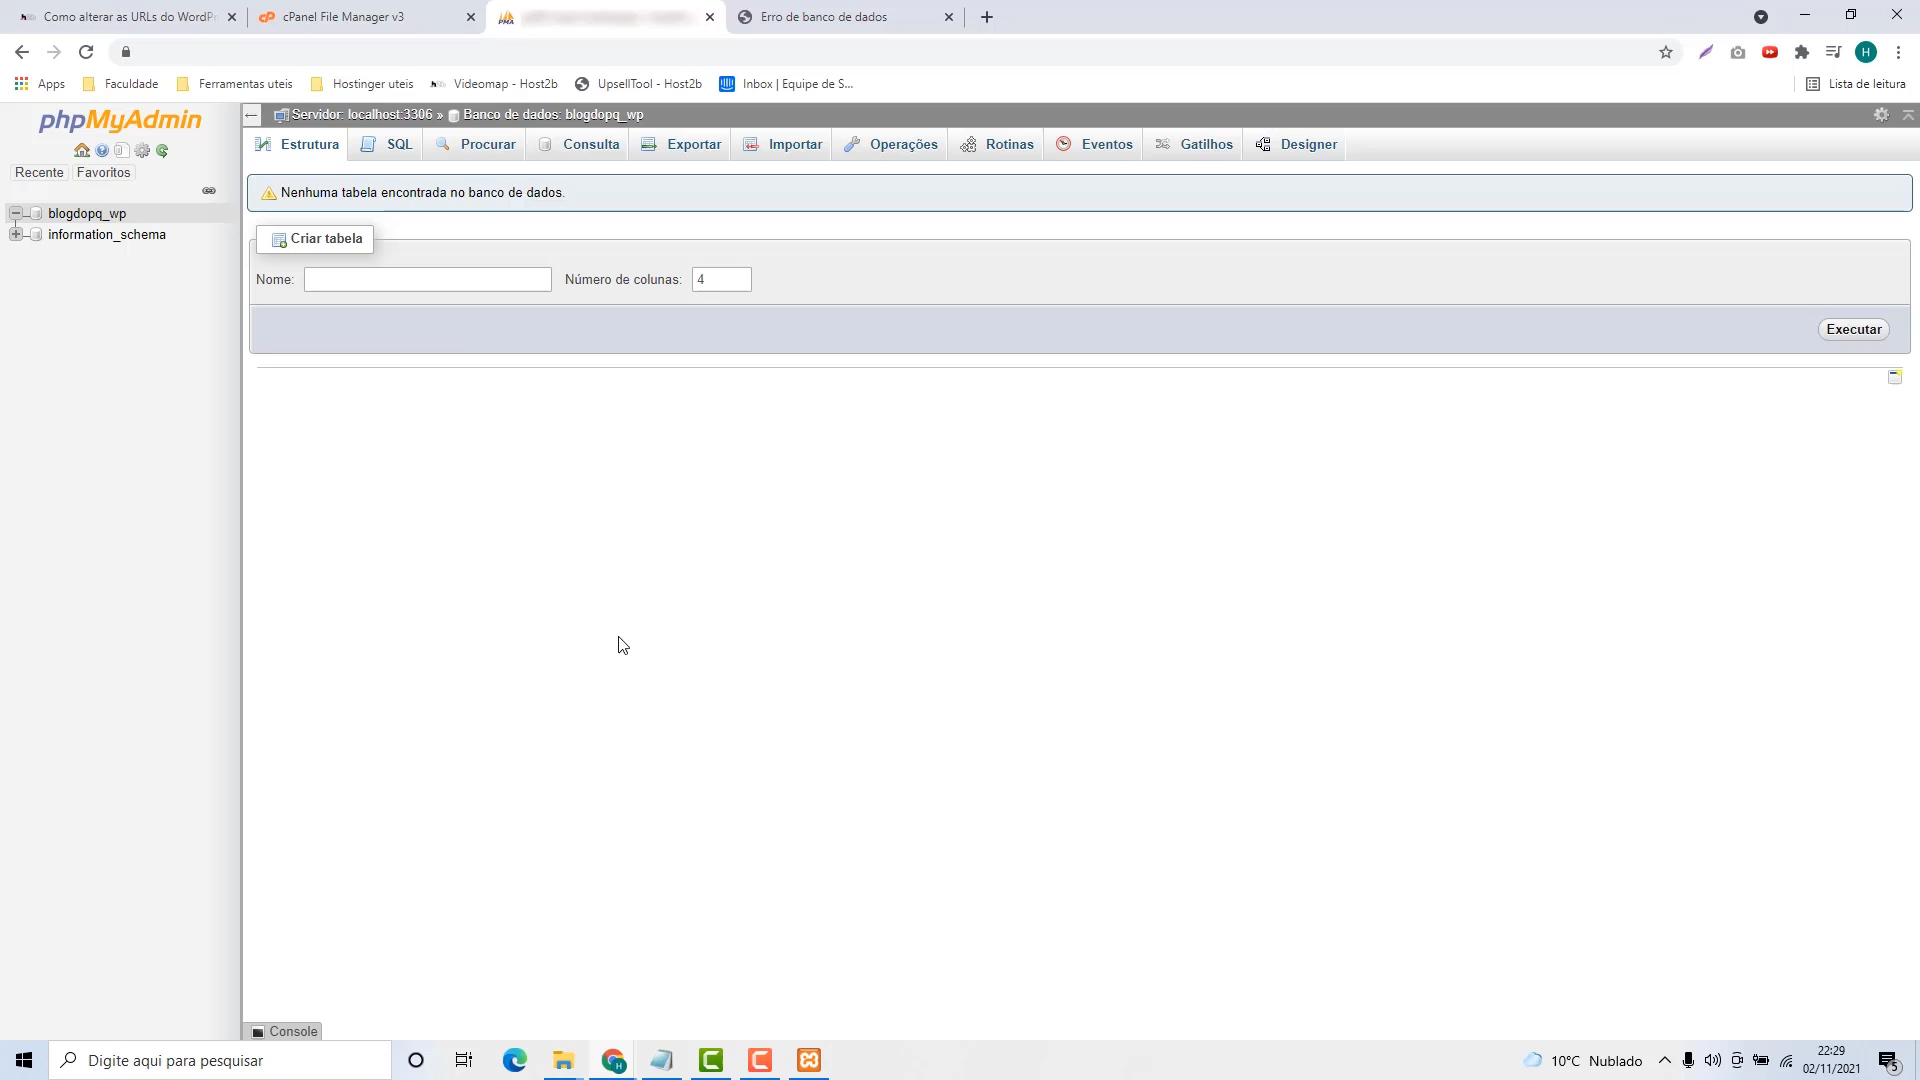 Como alterar as URLs do WordPr
cPanel File Manager v3
Erro de banco de dados
Apps
Faculdade
Ferramentas uteis
Hostinger uteis
Videomap - Host2b
UpsellTool - Host2b
Inbox | Equipe de S...
Lista de leitura
phpMyAdmin
Recente
Favoritos
blogdopq_wp
information_schema
Servidor: localhost:3306 » Banco de dados: blogdopq_wp
Estrutura
SQL
Procurar
Consulta
Exportar
Importar
Operações
Rotinas
Eventos
Gatilhos
Designer
Nenhuma tabela encontrada no banco de dados.
Criar tabela
Nome:
Número de colunas: 4
Executar
Console
Digite aqui para pesquisar
10°C Nublado
22:29
02/11/2021
5